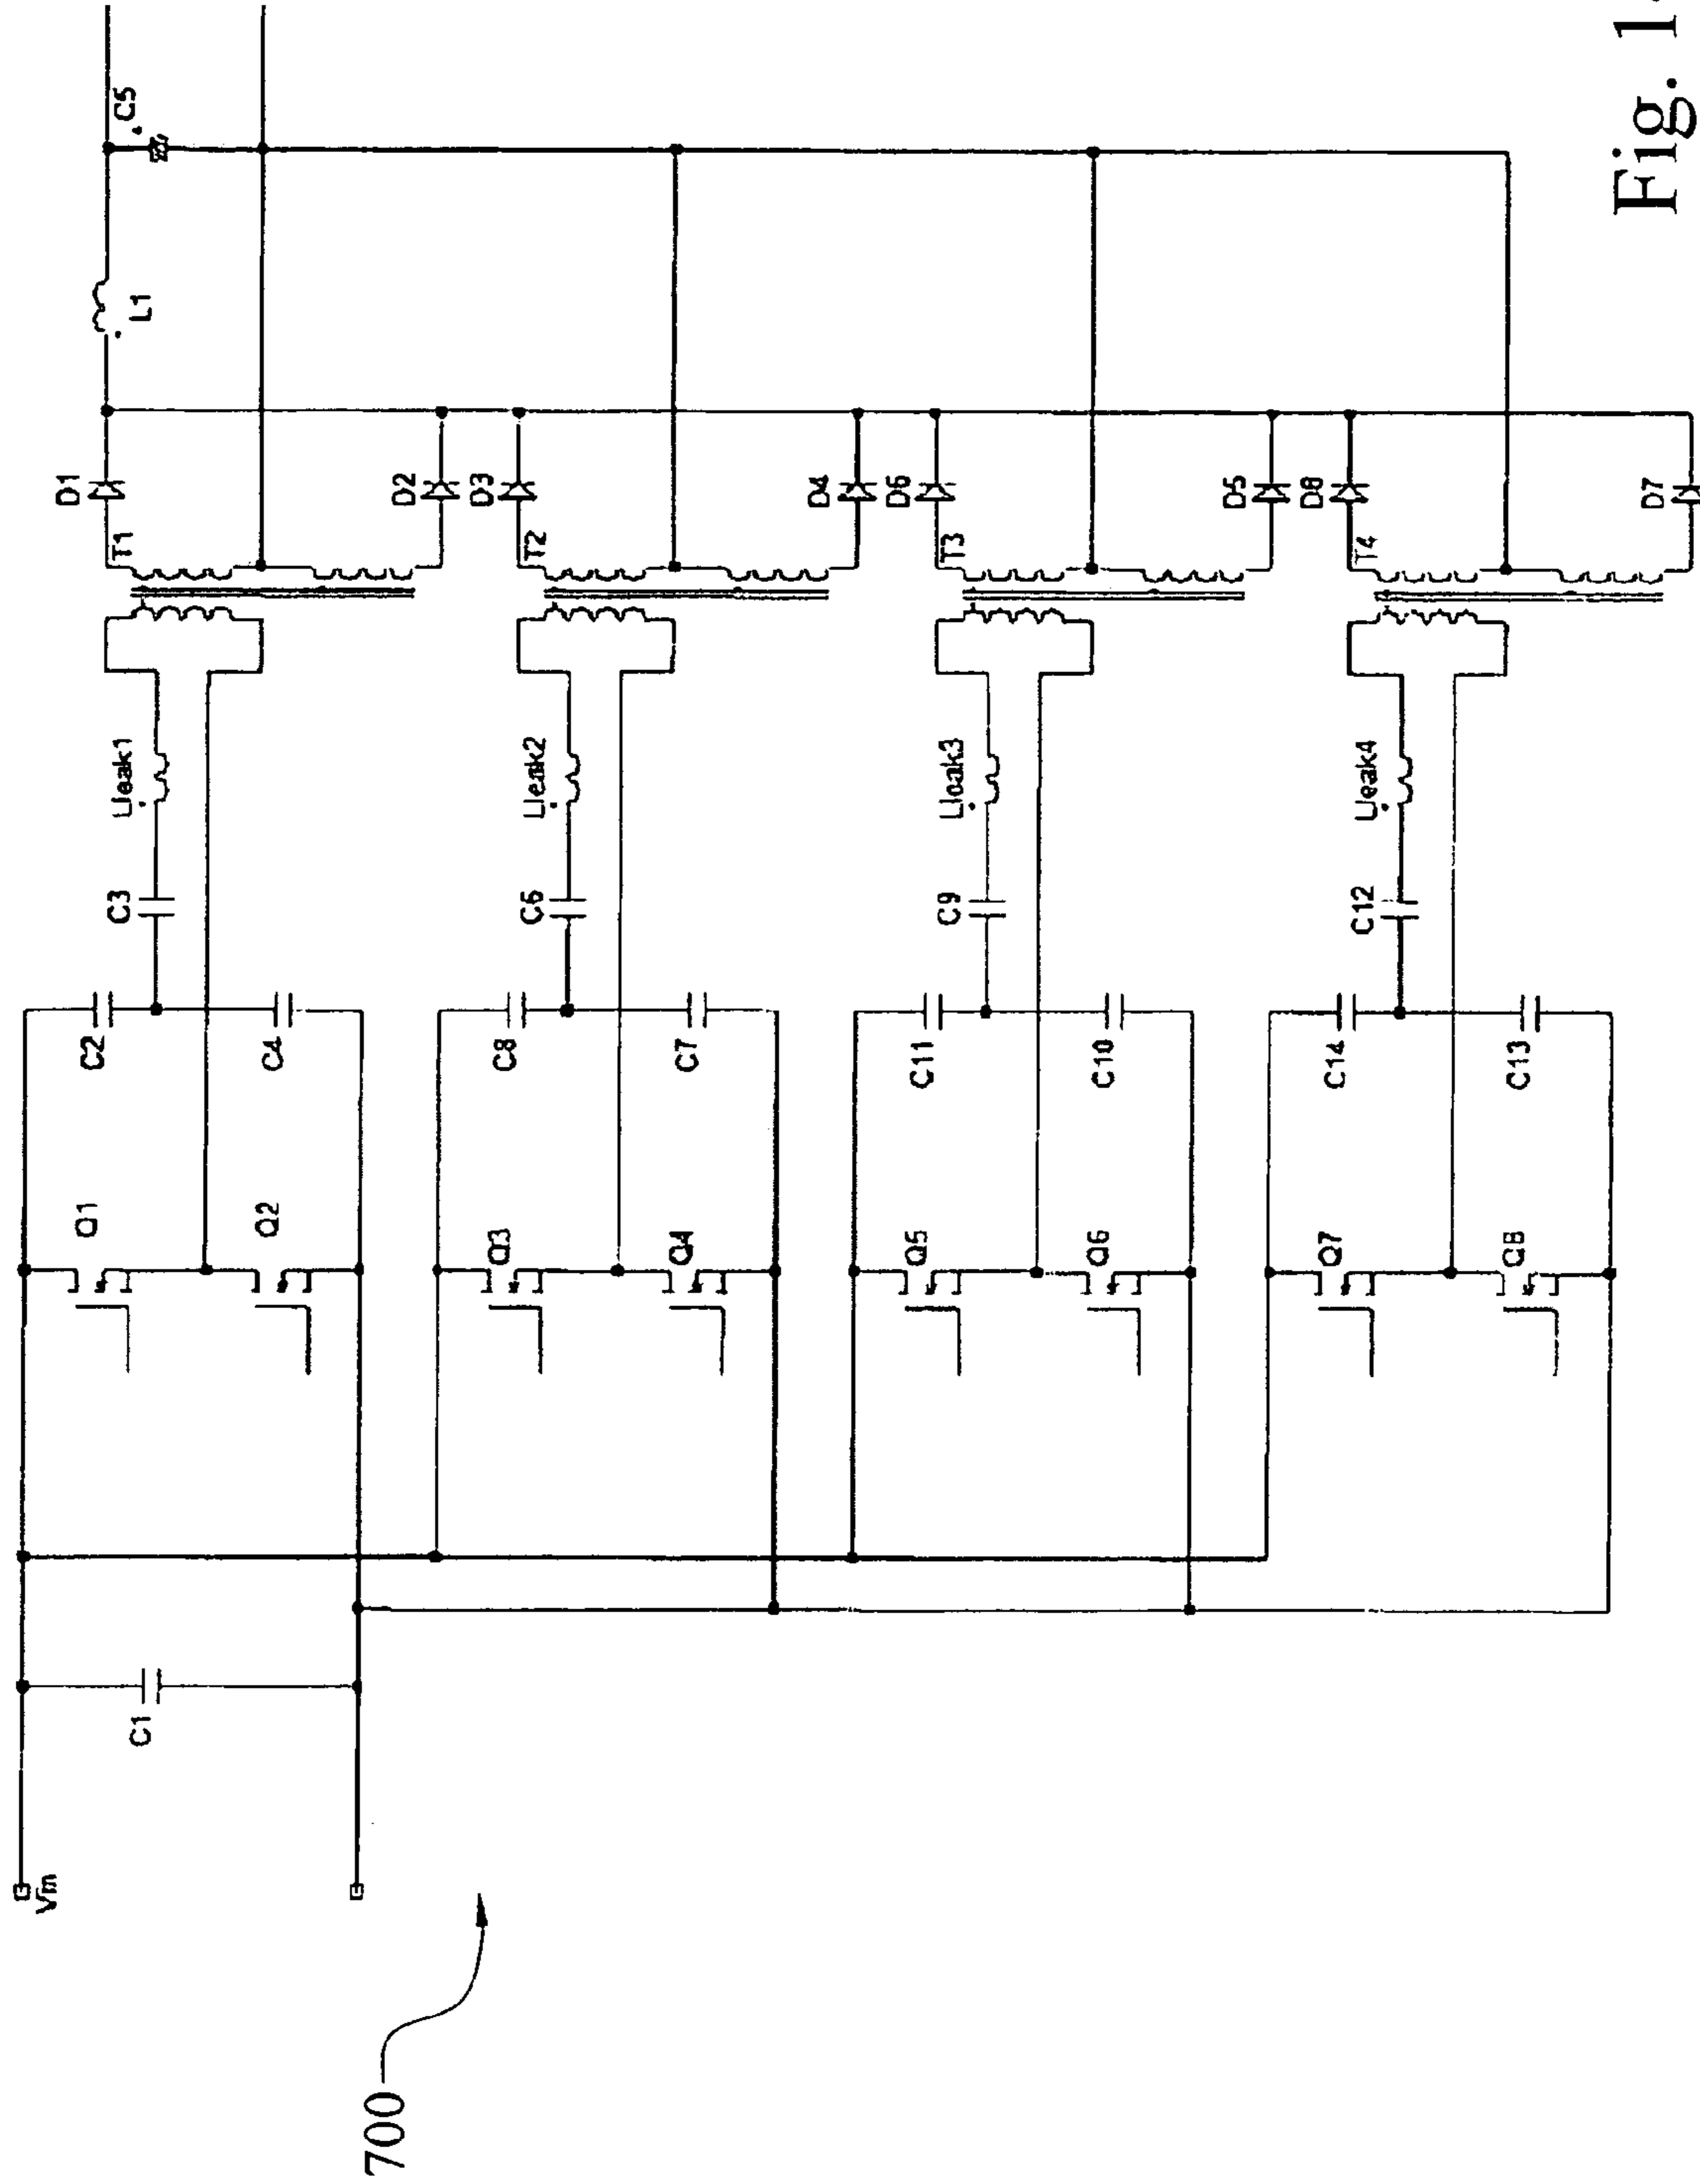 C5
L1
D1
D2
D3
D4
D6
D5
D8
D7
T1
T2
T3
T4
Lleak1
Lleak2
Lleak3
Lleak4
C3
C6
C9
C12
C2
C4
C8
C7
C11
C10
C14
C13
Q1
Q2
Q3
Q4
Q5
Q6
Q7
Q8
C1
Vin
700
Fig. 1